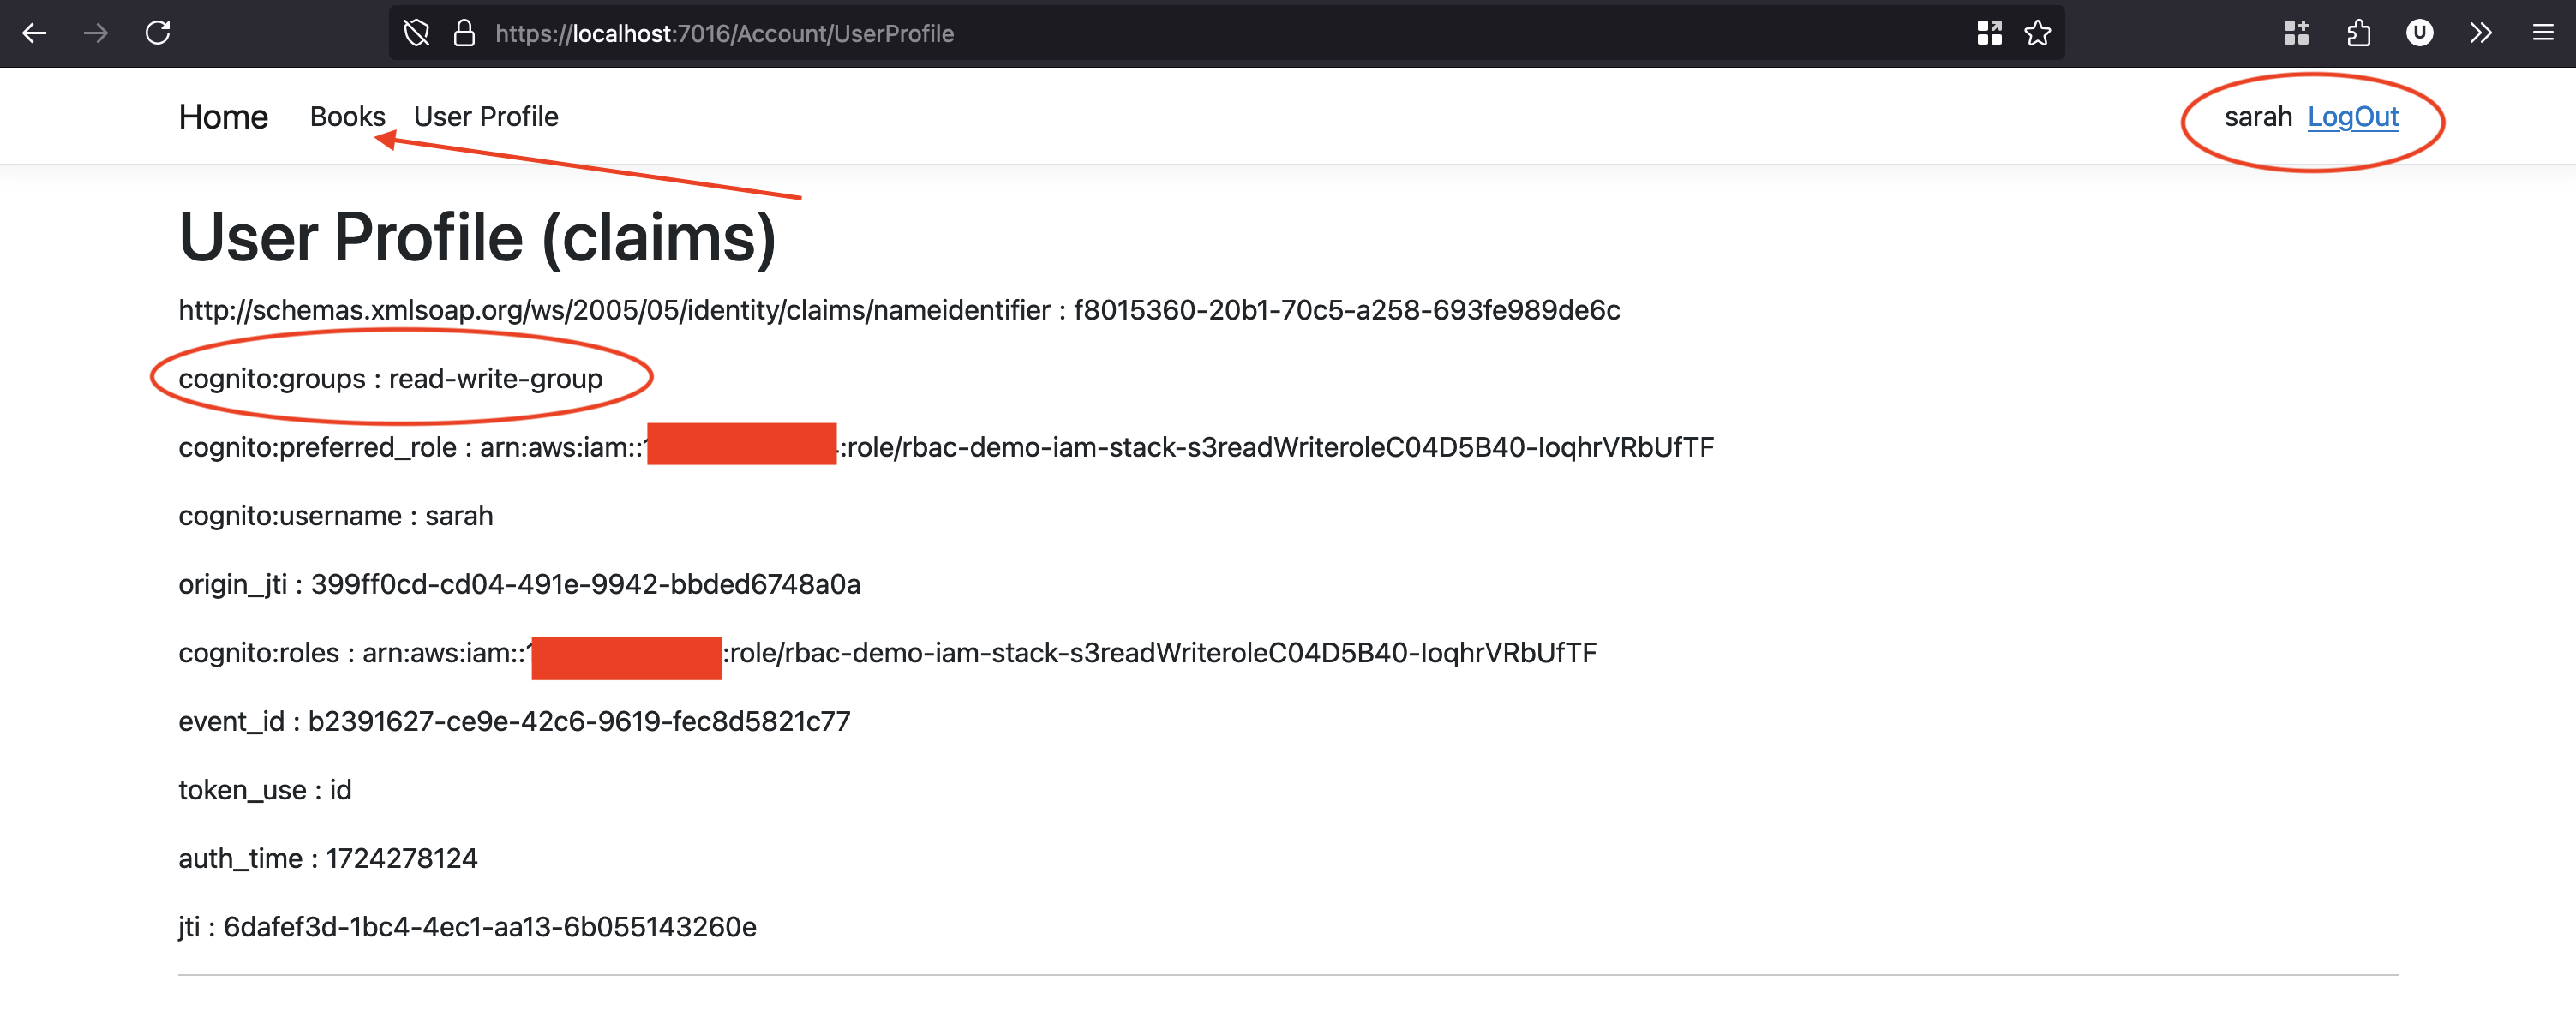 https://localhost:7016/Account/UserProfile
U
Home Books User Profile sarah LogOut
User Profile (claims)
http://schemas.xmlsoap.org/ws/2005/05/identity/claims/nameidentifier : f8015360-20b1-70c5-a258-693fe989de6c
cognito:groups : read-write-group
cognito:preferred_role : arn:aws:iam:: :role/rbac-demo-iam-stack-s3readWriteroleC04D5B40-IoqhrVRbUfTF
cognito:username : sarah
origin_jti : 399ff0cd-cd04-491e-9942-bbded6748a0a
cognito:roles : arn:aws:iam:: :role/rbac-demo-iam-stack-s3readWriteroleC04D5B40-IoqhrVRbUfTF
event_id : b2391627-ce9e-42c6-9619-fec8d5821c77
token_use : id
auth_time : 1724278124
jti : 6dafef3d-1bc4-4ec1-aa13-6b055143260e